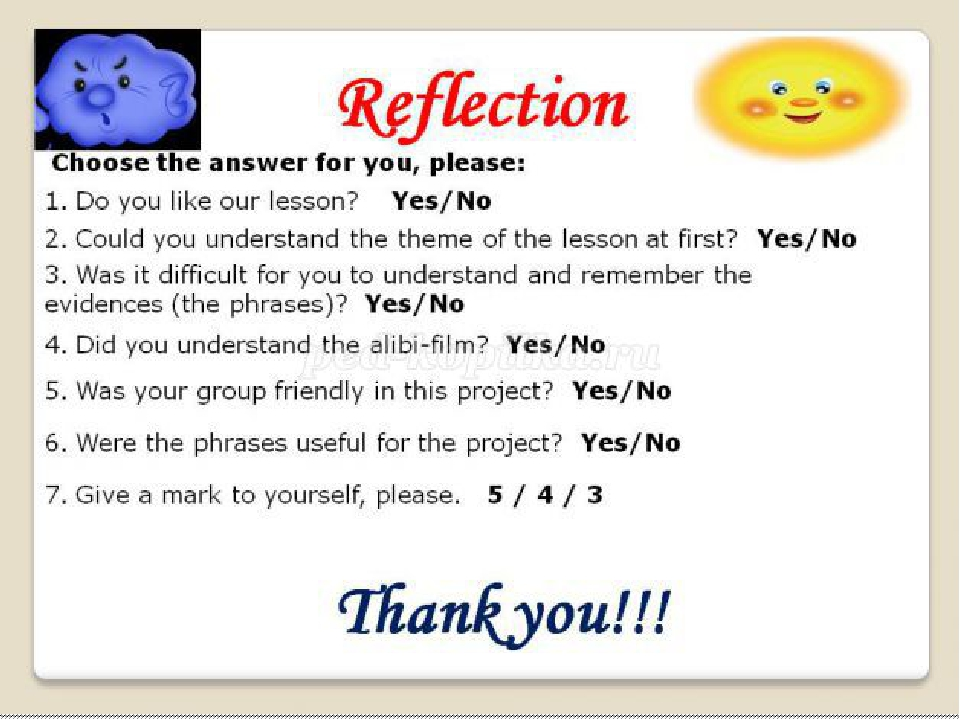 Reflection
Choose the answer for you, please:
1. Do you like our lesson? Yes/No
2. Could you understand the theme of the lesson at first? Yes/No
3. Was it difficult for you to understand and remember the
evidences (the phrases)? Yes/No
4. Did you understand the alibi-film? Yes/No
ped-kopilka.ru
5. Was your group friendly in this project? Yes/No
6. Were the phrases useful for the project? Yes/No
7. Give a mark to yourself, please. 5 / 4 / 3
Thank you!!!